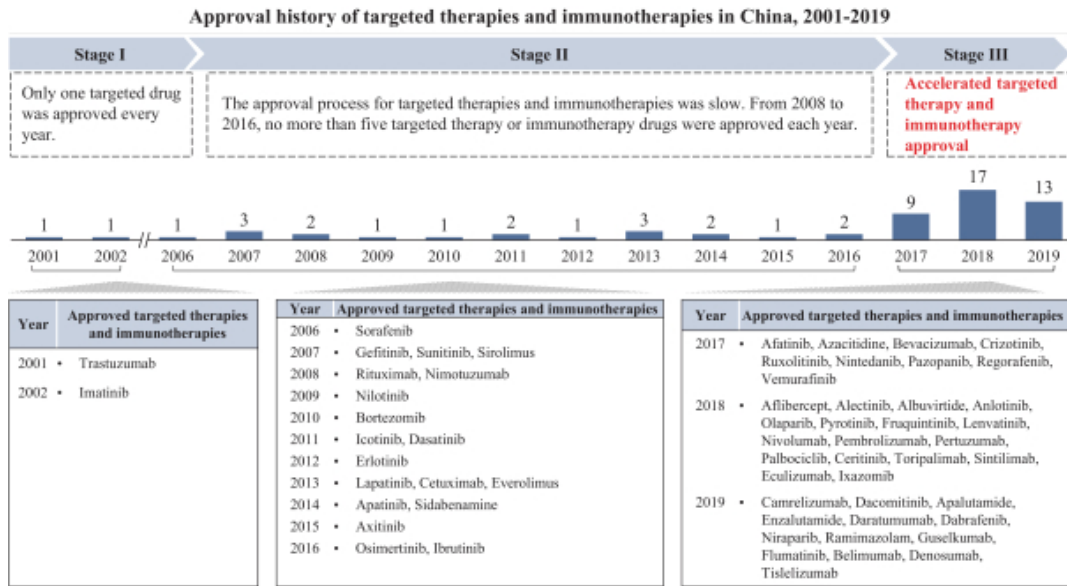 Approval history of targeted therapies and immunotherapies in China, 2001-2019
Stage I
Stage II
Stage III
Only one targeted drug
was approved every
year.
The approval process for targeted therapies and immunotherapies was slow. From 2008 to
2016, no more than five targeted therapy or immunotherapy drugs were approved each year.
Accelerated targeted
therapy and
immunotherapy
approval
1 1 // 1 3 2 1 1 2 1 3 2 1 2 9 17 13
2001 2002 2006 2007 2008 2009 2010 2011 2012 2013 2014 2015 2016 2017 2018 2019
Year Approved targeted therapies
and immunotherapies
2001 • Trastuzumab
2002 • Imatinib
Year Approved targeted therapies and immunotherapies
2006 • Sorafenib
2007 • Gefitinib, Sunitinib, Sirolimus
2008 • Rituximab, Nimotuzumab
2009 • Nilotinib
2010 • Bortezomib
2011 • Icotinib, Dasatinib
2012 • Erlotinib
2013 • Lapatinib, Cetuximab, Everolimus
2014 • Apatinib, Sidabenamine
2015 • Axitinib
2016 • Osimertinib, Ibrutinib
Year Approved targeted therapies and immunotherapies
2017 • Afatinib, Azacitidine, Bevacizumab, Crizotinib,
Ruxolitinib, Nintedanib, Pazopanib, Regorafenib,
Vemurafinib
2018 • Aflibercept, Alectinib, Albuvirtide, Anlotinib,
Olaparib, Pyrotinib, Fruquintinib, Lenvatinib,
Nivolumab, Pembrolizumab, Pertuzumab,
Palbociclib, Ceritinib, Toripalimab, Sintilimab,
Eculizumab, Ixazomib
2019 • Camrelizumab, Dacomitinib, Apalutamide,
Enzalutamide, Daratumumab, Dabrafenib,
Niraparib, Ramimazolam, Guselkumab,
Flumatinib, Belimumab, Denosumab,
Tislelizumab